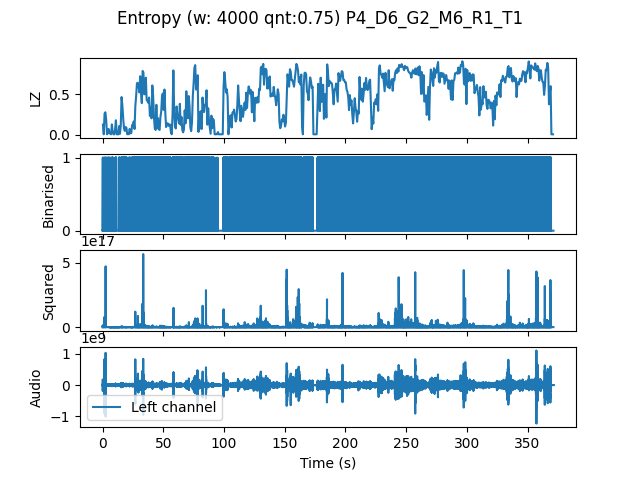 Entropy (w: 4000 qnt:0.75) P4_D6_G2_M6_R1_T1
LZ
0.5
0.0
Binarised
1
0
1e17
Squared
5
0
1e9
Audio
1
0
−1
Left channel
0 50 100 150 200 250 300 350
Time (s)